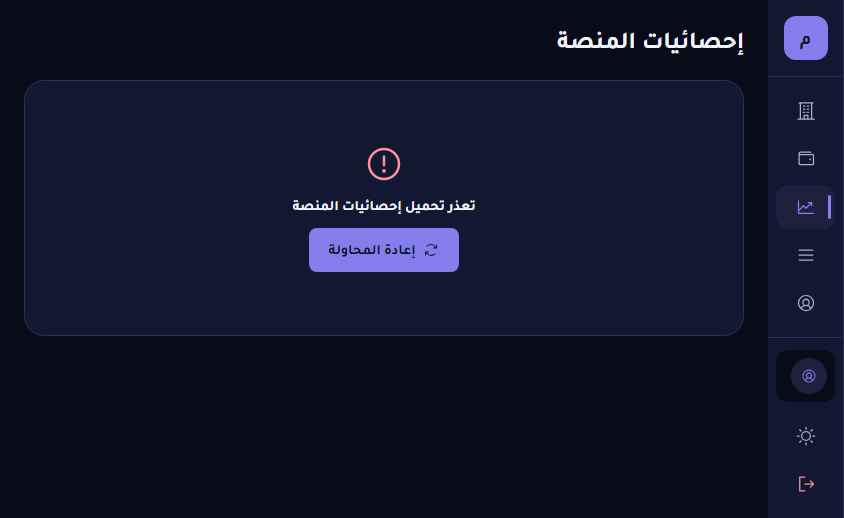 م
إحصائيات المنصة
تعذر تحميل إحصائيات المنصة
إعادة المحاولة